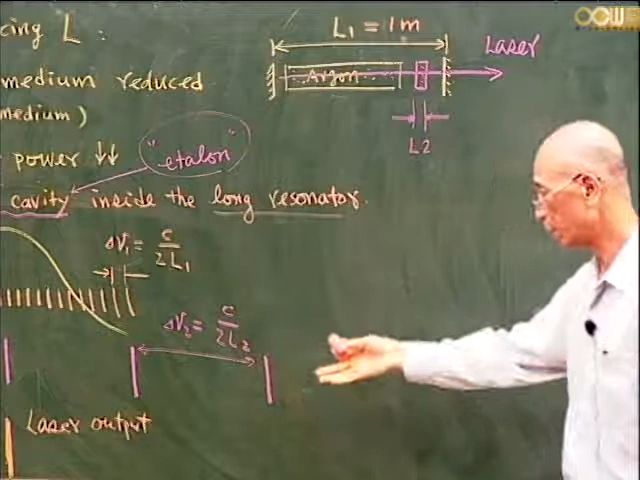 cing L :
medium reduced
medium )
power ↓↓
"etalon"
cavity inside the long resonator.
L₁ = 1m
Argon
Laser
L2
Δν₁ = c/2L₁
Δν₂ = c/2L₂
Laser output
OCW